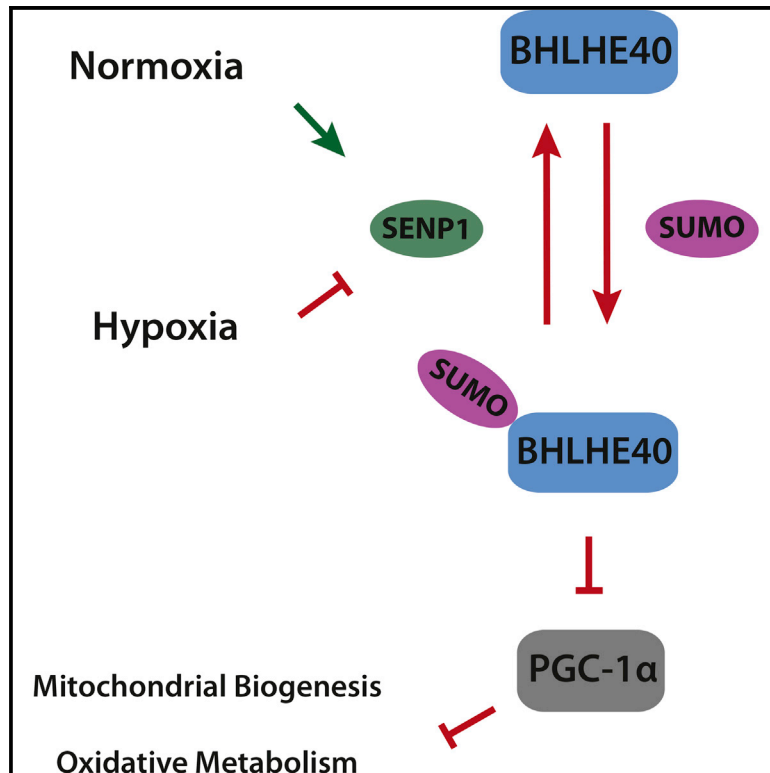 BHLHE40
Normoxia
SENP1
SUMO
Hypoxia
SUMO
BHLHE40
PGC-1α
Mitochondrial Biogenesis
Oxidative Metabolism